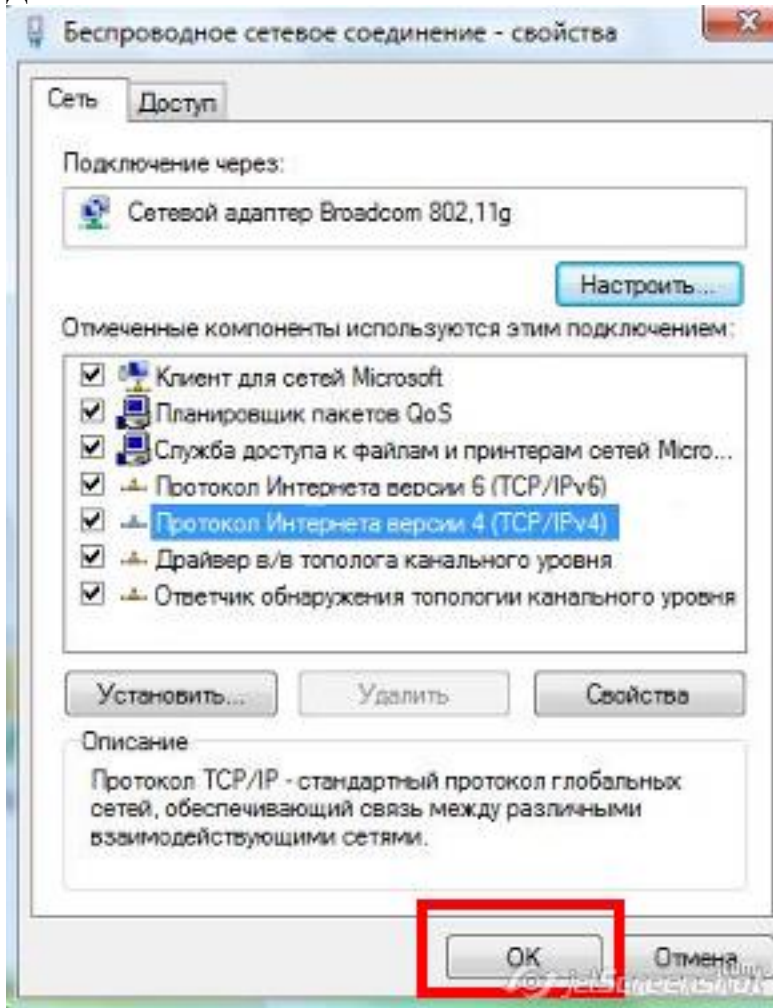 Беспроводное сетевое соединение - свойства
Сеть
Доступ
Подключение через:
Сетевой адаптер Broadcom 802,11g
Настроить...
Отмеченные компоненты используются этим подключением:
Клиент для сетей Microsoft
Планировщик пакетов QoS
Служба доступа к файлам и принтерам сетей Micro...
Протокол Интернета версии 6 (TCP/IPv6)
Протокол Интернета версии 4 (TCP/IPv4)
Драйвер в/в тополога канального уровня
Ответчик обнаружения топологии канального уровня
Установить...
Удалить
Свойства
Описание
Протокол TCP/IP - стандартный протокол глобальных
сетей, обеспечивающий связь между различными
взаимодействующими сетями.
OK
Отмена
jetScreenshot